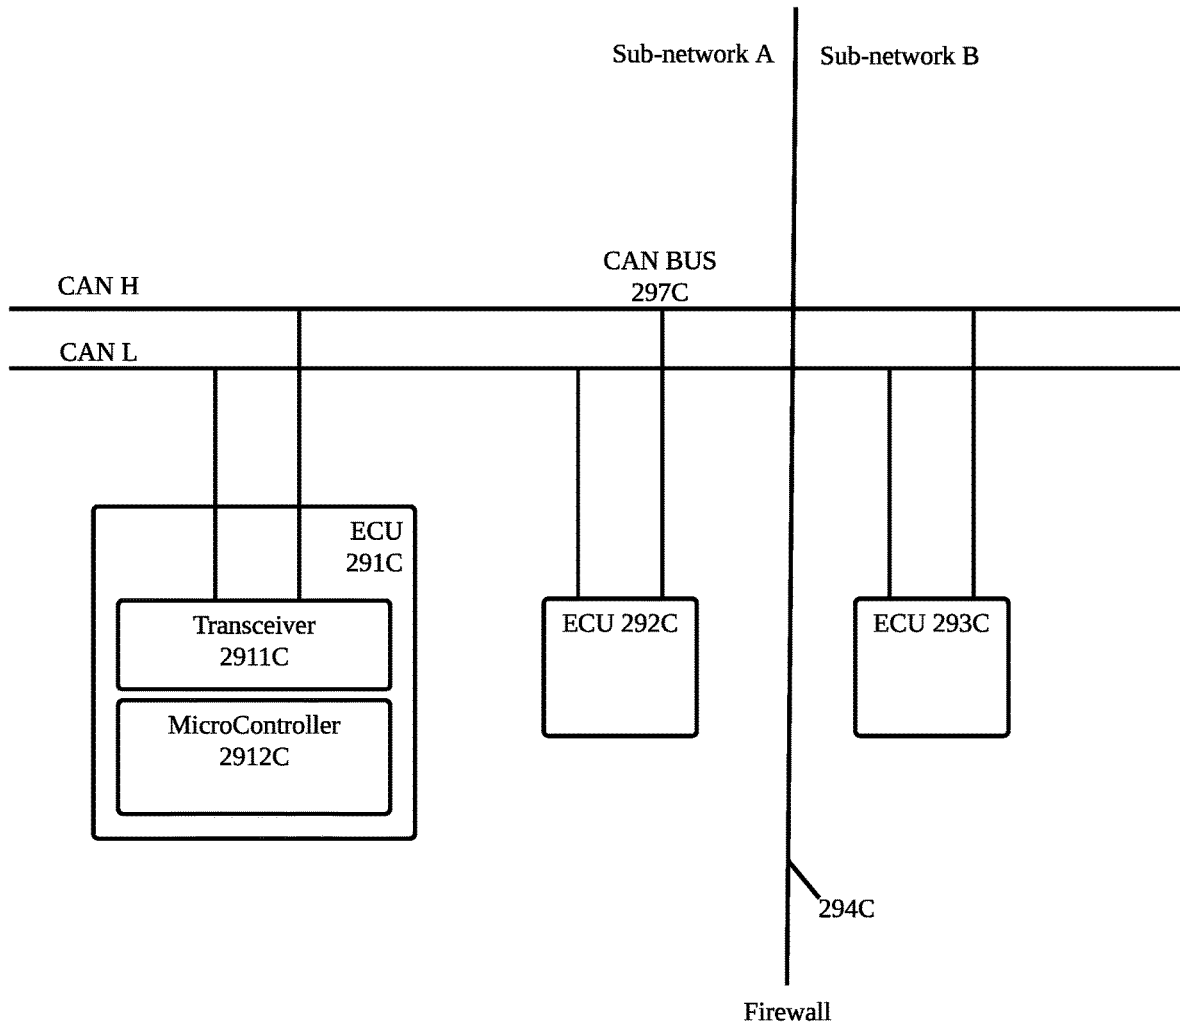 Sub-network A
Sub-network B
CAN BUS
297C
CAN H
CAN L
ECU
291C
Transceiver
2911C
MicroController
2912C
ECU 292C
ECU 293C
294C
Firewall